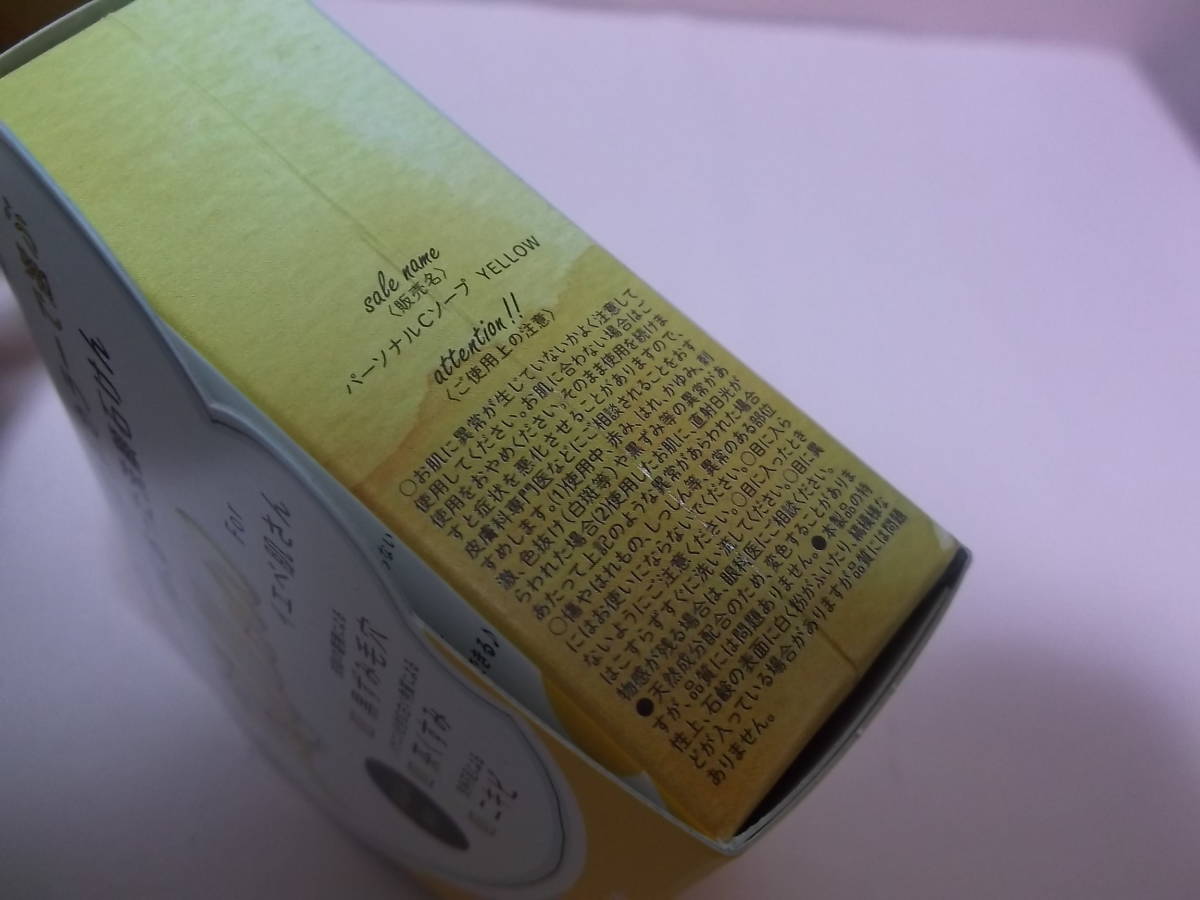 sale name
〈販売名〉
パーソナルCソープ YELLOW
attention!!
〈ご使用上の注意〉
○お肌に異常が生じていないかよく注意して
使用してください。お肌に合わない場合はご
使用をおやめください。そのまま使用を続けま
すと症状を悪化させることがありますので、
皮膚科専門医などにご相談されることをおす
すめします。(1)使用中、赤み、はれ、かゆみ、刺
激、色抜け(白斑等)や黒ずみ等の異常があ
らわれた場合(2)使用したお肌に、直射日光が
あたって上記のような異常があらわれた場合
○傷やはれもの、しっしん等、異常のある部位
にはお使いにならないでください。○目に入ら
ないようにご注意ください。○目に入ったとき
はこすらずすぐに洗い流してください。○目に異
物感が残る場合は、眼科医にご相談ください。
●天然成分配合のため、変色することがありま
すが、品質には問題ありません。●本製品の特
性上、石鹸の表面に白く粉がふいたり、繊維様な
どが入っている場合がありますが品質には問題
ありません。
For
イエベ肌さん
黒ずみ毛穴
くすみ